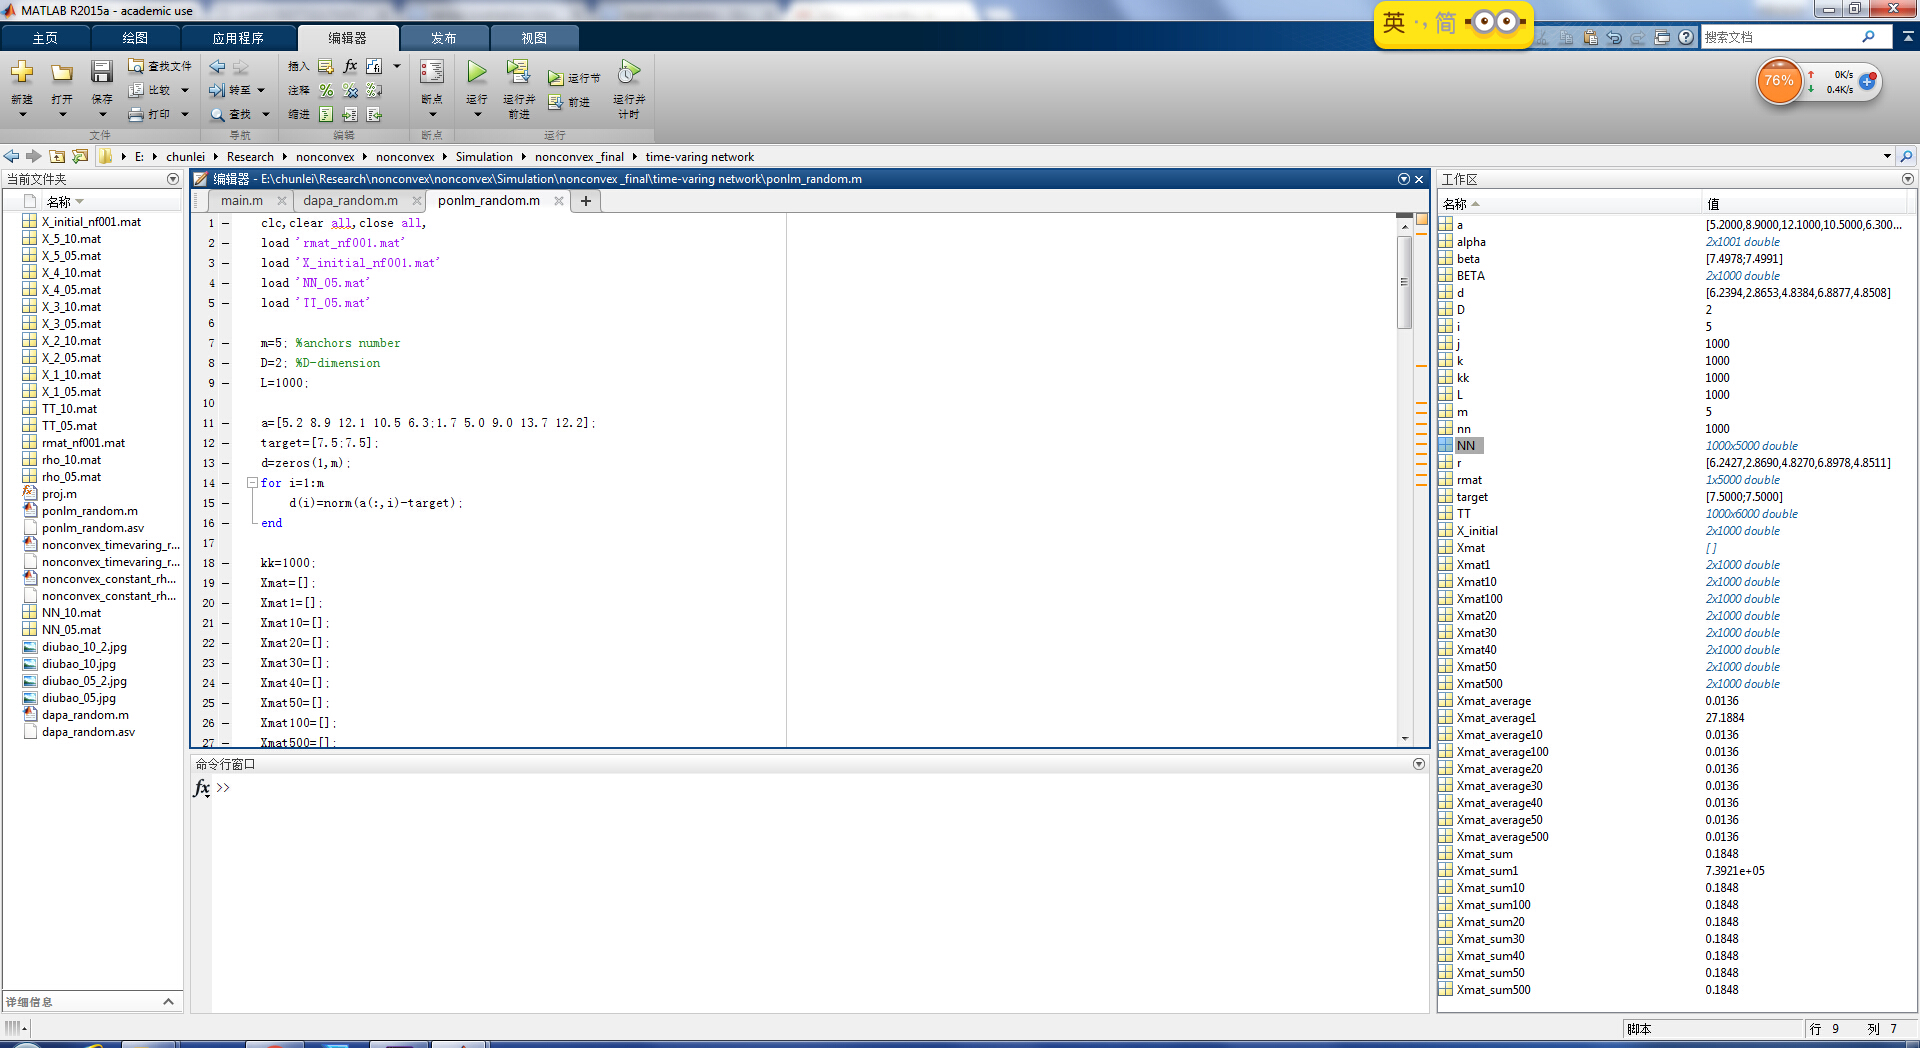 MATLAB R2015a - academic use
英 ·, 简
主页 绘图 应用程序 编辑器 发布 视图
搜索文档
新建 打开 保存 查找文件 比较 打印
文件
转至 查找
导航
插入 fx 注释 缩进
编辑
断点
断点
运行 运行并前进 运行节 前进 运行并计时
运行
76% 0K/s 0.4K/s
E: chunlei Research nonconvex nonconvex Simulation nonconvex _final time-varing network
当前文件夹
名称
X_initial_nf001.mat
X_5_10.mat
X_5_05.mat
X_4_10.mat
X_4_05.mat
X_3_10.mat
X_3_05.mat
X_2_10.mat
X_2_05.mat
X_1_10.mat
X_1_05.mat
TT_10.mat
TT_05.mat
rmat_nf001.mat
rho_10.mat
rho_05.mat
proj.m
ponlm_random.m
ponlm_random.asv
nonconvex_timevaring_r...
nonconvex_timevaring_r...
nonconvex_constant_rh...
nonconvex_constant_rh...
NN_10.mat
NN_05.mat
diubao_10_2.jpg
diubao_10.jpg
diubao_05_2.jpg
diubao_05.jpg
dapa_random.m
dapa_random.asv
详细信息
编辑器 - E:\chunlei\Research\nonconvex\nonconvex\Simulation\nonconvex _final\time-varing network\ponlm_random.m
main.m dapa_random.m ponlm_random.m
1 – clc,clear all,close all,
2 – load 'rmat_nf001.mat'
3 – load 'X_initial_nf001.mat'
4 – load 'NN_05.mat'
5 – load 'TT_05.mat'
6
7 – m=5; %anchors number
8 – D=2; %D-dimension
9 – L=1000;
10
11 – a=[5.2 8.9 12.1 10.5 6.3;1.7 5.0 9.0 13.7 12.2];
12 – target=[7.5;7.5];
13 – d=zeros(1,m);
14 – for i=1:m
15 – d(i)=norm(a(:,i)-target);
16 – end
17
18 – kk=1000;
19 – Xmat=[];
20 – Xmat1=[];
21 – Xmat10=[];
22 – Xmat20=[];
23 – Xmat30=[];
24 – Xmat40=[];
25 – Xmat50=[];
26 – Xmat100=[];
27 – Xmat500=[];
命令行窗口
fx >>
工作区
名称 值
a [5.2000,8.9000,12.1000,10.5000,6.300...
alpha 2x1001 double
beta [7.4978;7.4991]
BETA 2x1000 double
d [6.2394,2.8653,4.8384,6.8877,4.8508]
D 2
i 5
j 1000
k 1000
kk 1000
L 1000
m 5
nn 1000
NN 1000x5000 double
r [6.2427,2.8690,4.8270,6.8978,4.8511]
rmat 1x5000 double
target [7.5000;7.5000]
TT 1000x6000 double
X_initial 2x1000 double
Xmat []
Xmat1 2x1000 double
Xmat10 2x1000 double
Xmat100 2x1000 double
Xmat20 2x1000 double
Xmat30 2x1000 double
Xmat40 2x1000 double
Xmat50 2x1000 double
Xmat500 2x1000 double
Xmat_average 0.0136
Xmat_average1 27.1884
Xmat_average10 0.0136
Xmat_average100 0.0136
Xmat_average20 0.0136
Xmat_average30 0.0136
Xmat_average40 0.0136
Xmat_average50 0.0136
Xmat_average500 0.0136
Xmat_sum 0.1848
Xmat_sum1 7.3921e+05
Xmat_sum10 0.1848
Xmat_sum100 0.1848
Xmat_sum20 0.1848
Xmat_sum30 0.1848
Xmat_sum40 0.1848
Xmat_sum50 0.1848
Xmat_sum500 0.1848
脚本 行 9 列 7